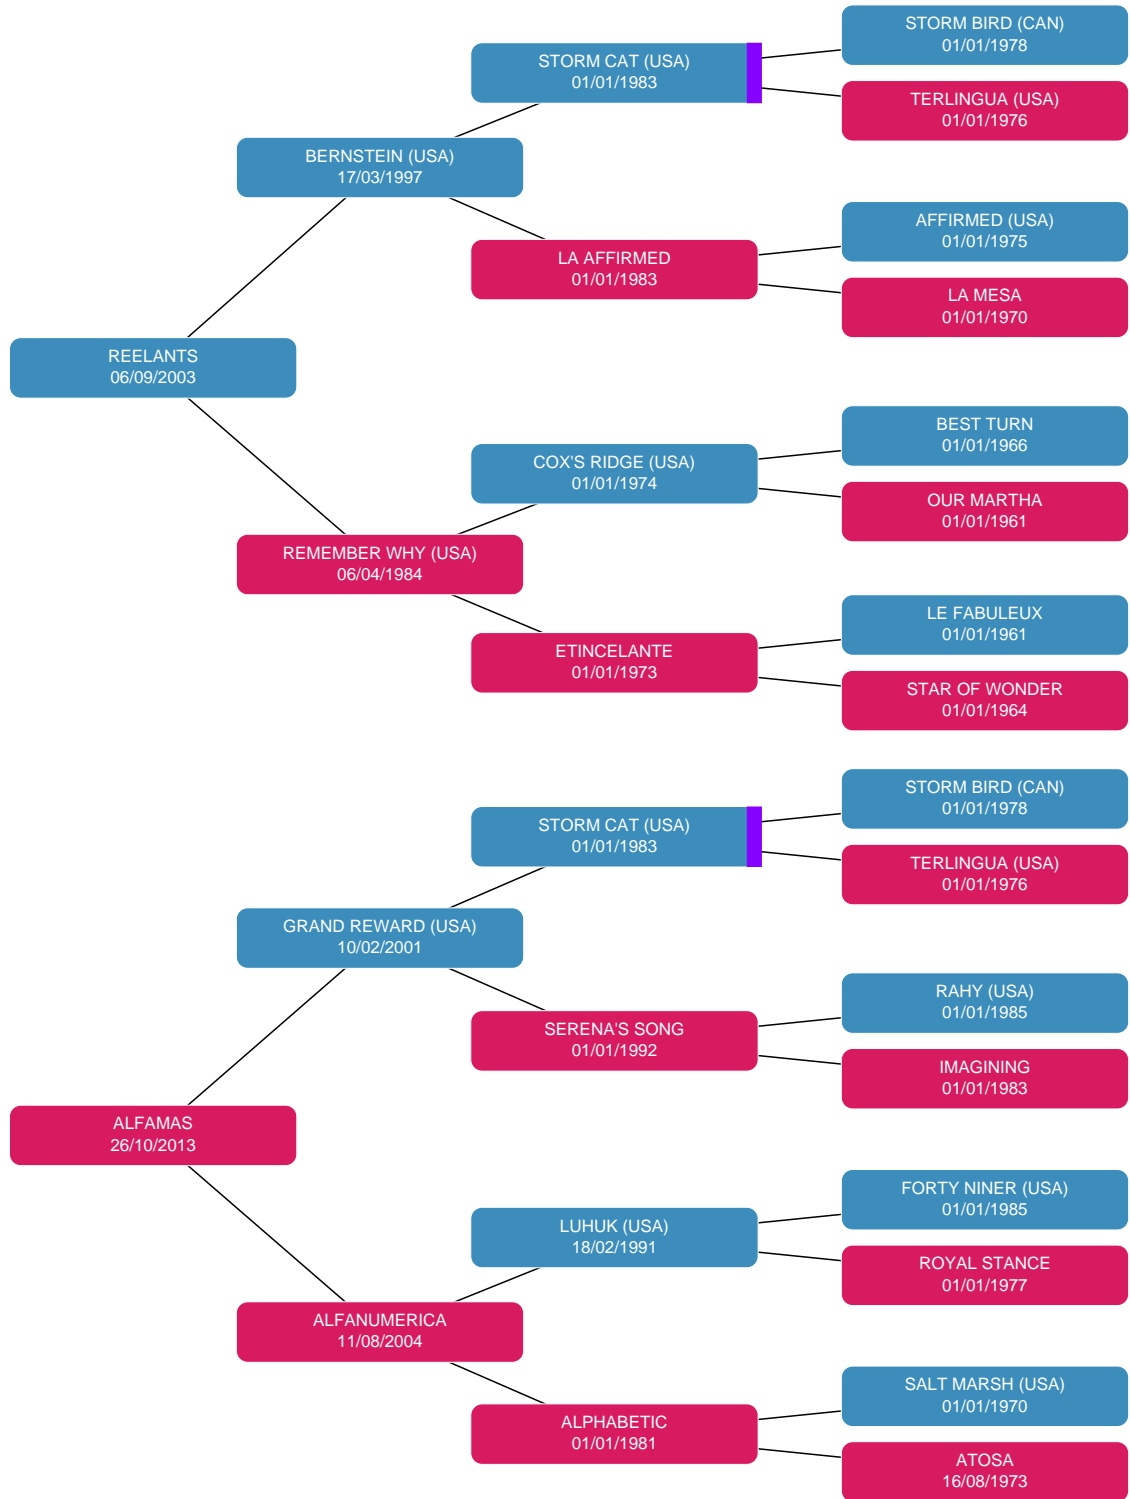 STORM BIRD (CAN)
01/01/1978
STORM CAT (USA)
01/01/1983
TERLINGUA (USA)
01/01/1976
BERNSTEIN (USA)
17/03/1997
AFFIRMED (USA)
01/01/1975
LA AFFIRMED
01/01/1983
LA MESA
01/01/1970
REELANTS
06/09/2003
BEST TURN
01/01/1966
COX'S RIDGE (USA)
01/01/1974
OUR MARTHA
01/01/1961
REMEMBER WHY (USA)
06/04/1984
LE FABULEUX
01/01/1961
ETINCELANTE
01/01/1973
STAR OF WONDER
01/01/1964
STORM BIRD (CAN)
01/01/1978
STORM CAT (USA)
01/01/1983
TERLINGUA (USA)
01/01/1976
GRAND REWARD (USA)
10/02/2001
RAHY (USA)
01/01/1985
SERENA'S SONG
01/01/1992
IMAGINING
01/01/1983
ALFAMAS
26/10/2013
FORTY NINER (USA)
01/01/1985
LUHUK (USA)
18/02/1991
ROYAL STANCE
01/01/1977
ALFANUMERICA
11/08/2004
SALT MARSH (USA)
01/01/1970
ALPHABETIC
01/01/1981
ATOSA
16/08/1973